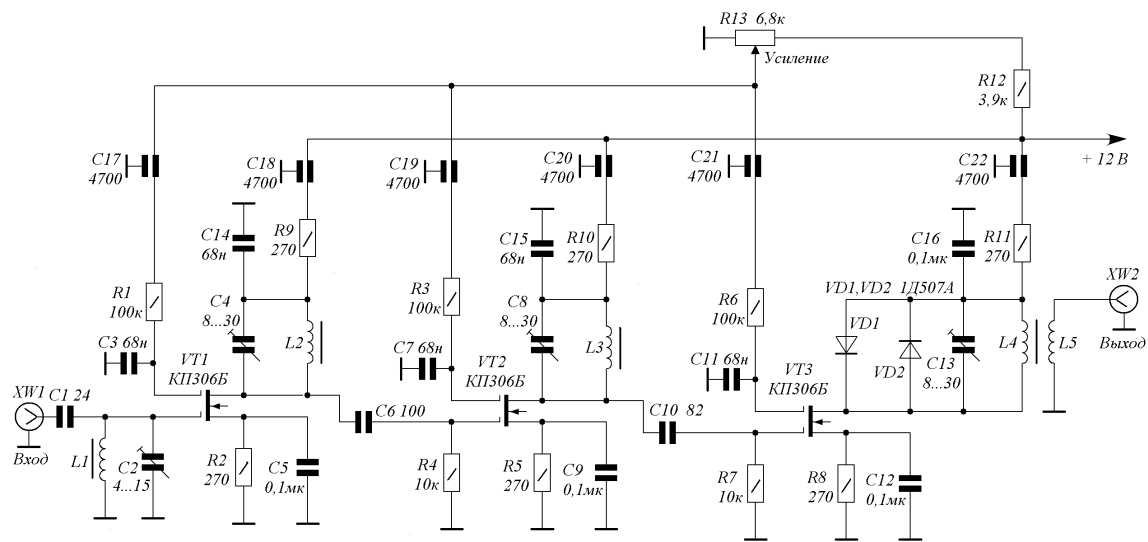 R13 6,8к
Усиление
R12
3,9к
+ 12 В
C17
4700
C18
4700
C19
4700
C20
4700
C21
4700
C22
4700
C14
68н
R9
270
C15
68н
R10
270
C16
0,1мк
R11
270
XW2
Выход
R1
100к
C4
8...30
L2
R3
100к
C8
8...30
L3
R6
100к
VD1,VD2 1Д507А
VD1
VD2
C13
8...30
L4
L5
C3 68н
VT1
КП306Б
C7 68н
VT2
КП306Б
C11 68н
VT3
КП306Б
XW1
Вход
C1 24
C6 100
C10 82
L1
C2
4...15
R2
270
C5
0,1мк
R4
10к
R5
270
C9
0,1мк
R7
10к
R8
270
C12
0,1мк